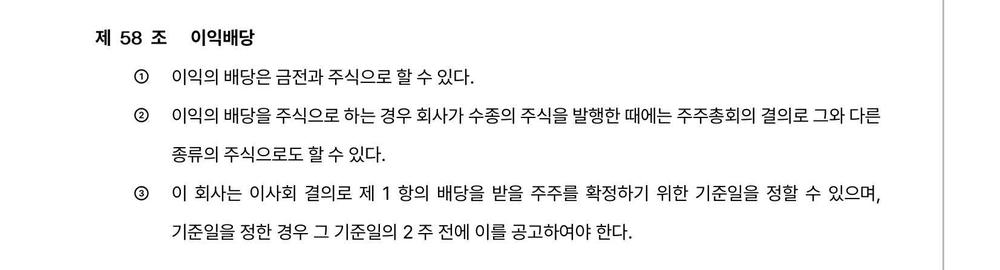 제 58 조 이익배당
① 이익의 배당은 금전과 주식으로 할 수 있다.
② 이익의 배당을 주식으로 하는 경우 회사가 수종의 주식을 발행한 때에는 주주총회의 결의로 그와 다른
종류의 주식으로도 할 수 있다.
③ 이 회사는 이사회 결의로 제 1 항의 배당을 받을 주주를 확정하기 위한 기준일을 정할 수 있으며,
기준일을 정한 경우 그 기준일의 2 주 전에 이를 공고하여야 한다.